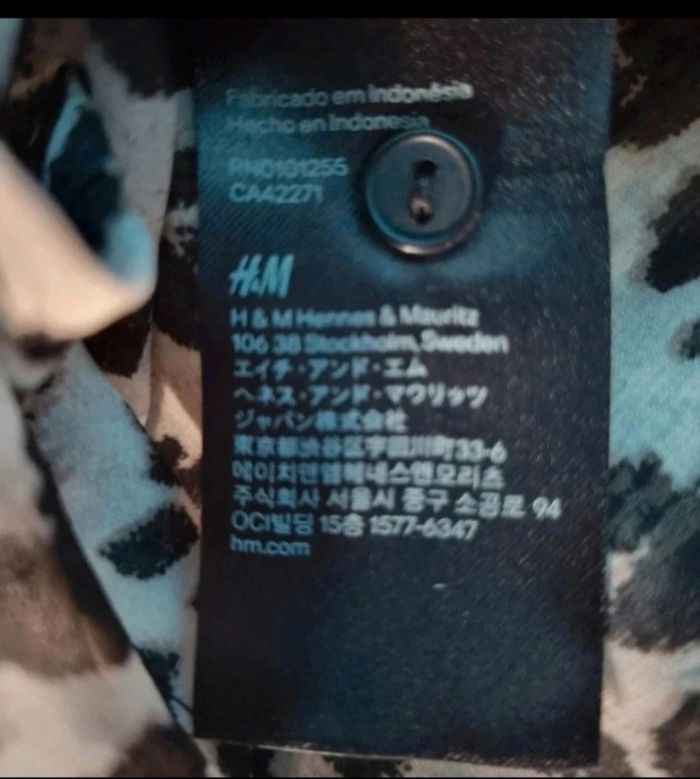 Fabricado em Indonésia
Hecho en Indonesia
RN0101255
CA42271
H&M
H & M Hennes & Mauritz
106 38 Stockholm, Sweden
エイチ・アンド・エム
ヘネス・アンド・マウリッツ
ジャパン株式会社
東京都渋谷区宇田川町33-6
에이치앤엠헤네스앤모리츠
주식회사 서울시 중구 소공로 94
OCI빌딩 15층 1577-6347
hm.com